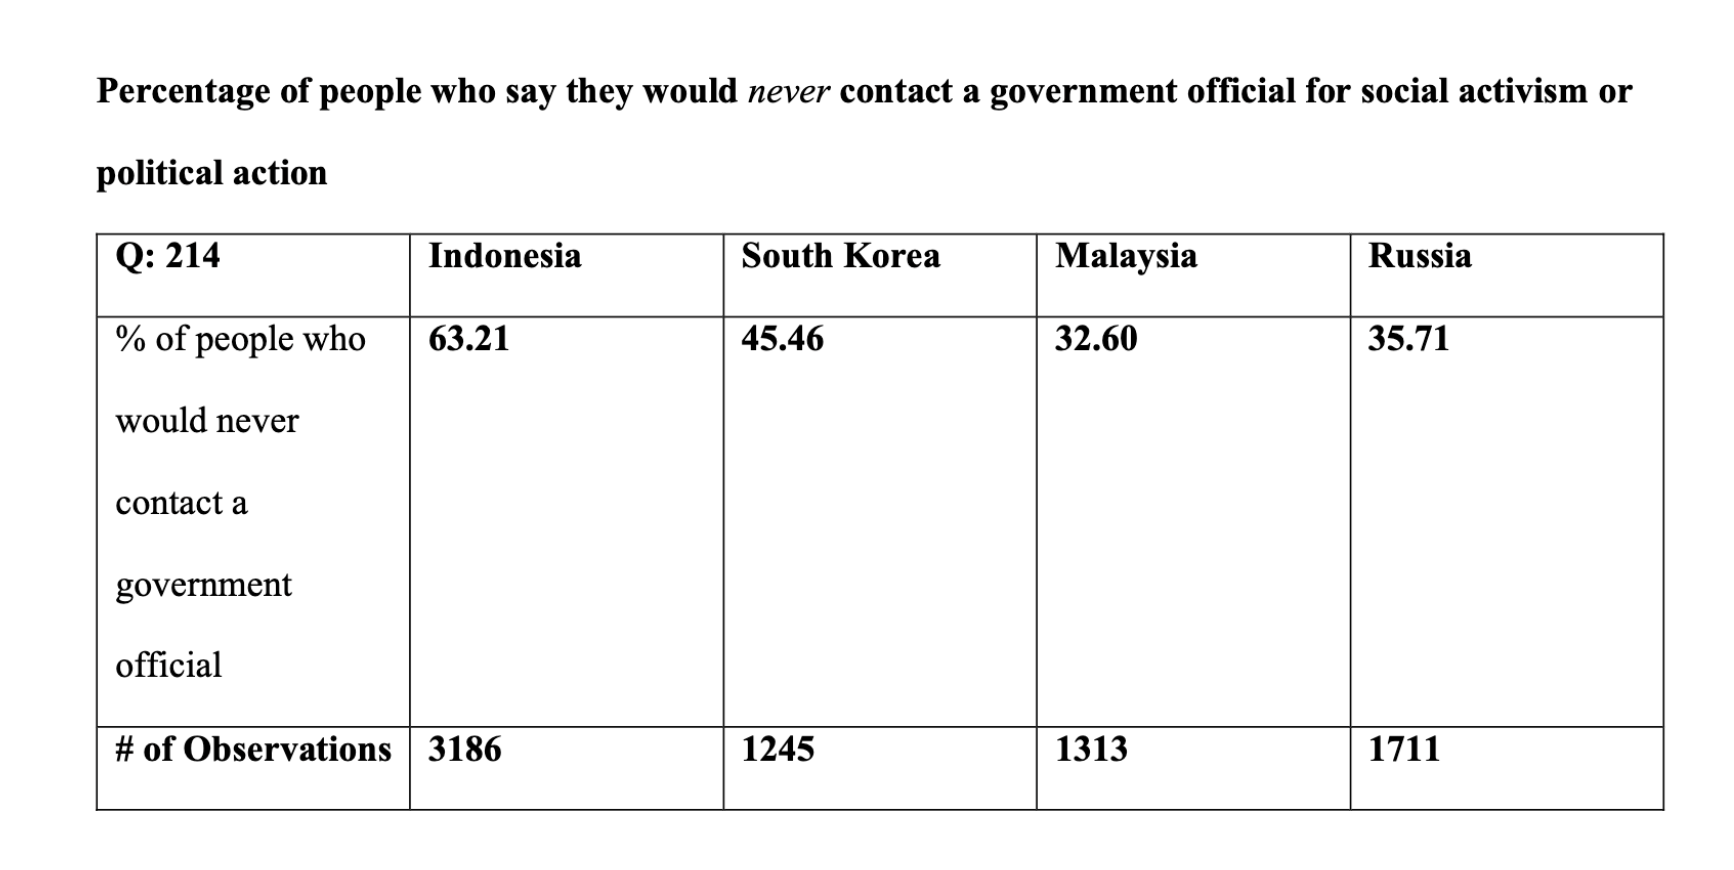 Percentage of people who say they would never contact a government official for social activism or
political action
Q: 214 Indonesia South Korea Malaysia Russia
% of people who 63.21 45.46 32.60 35.71
would never
contact a
government
official
# of Observations 3186 1245 1313 1711